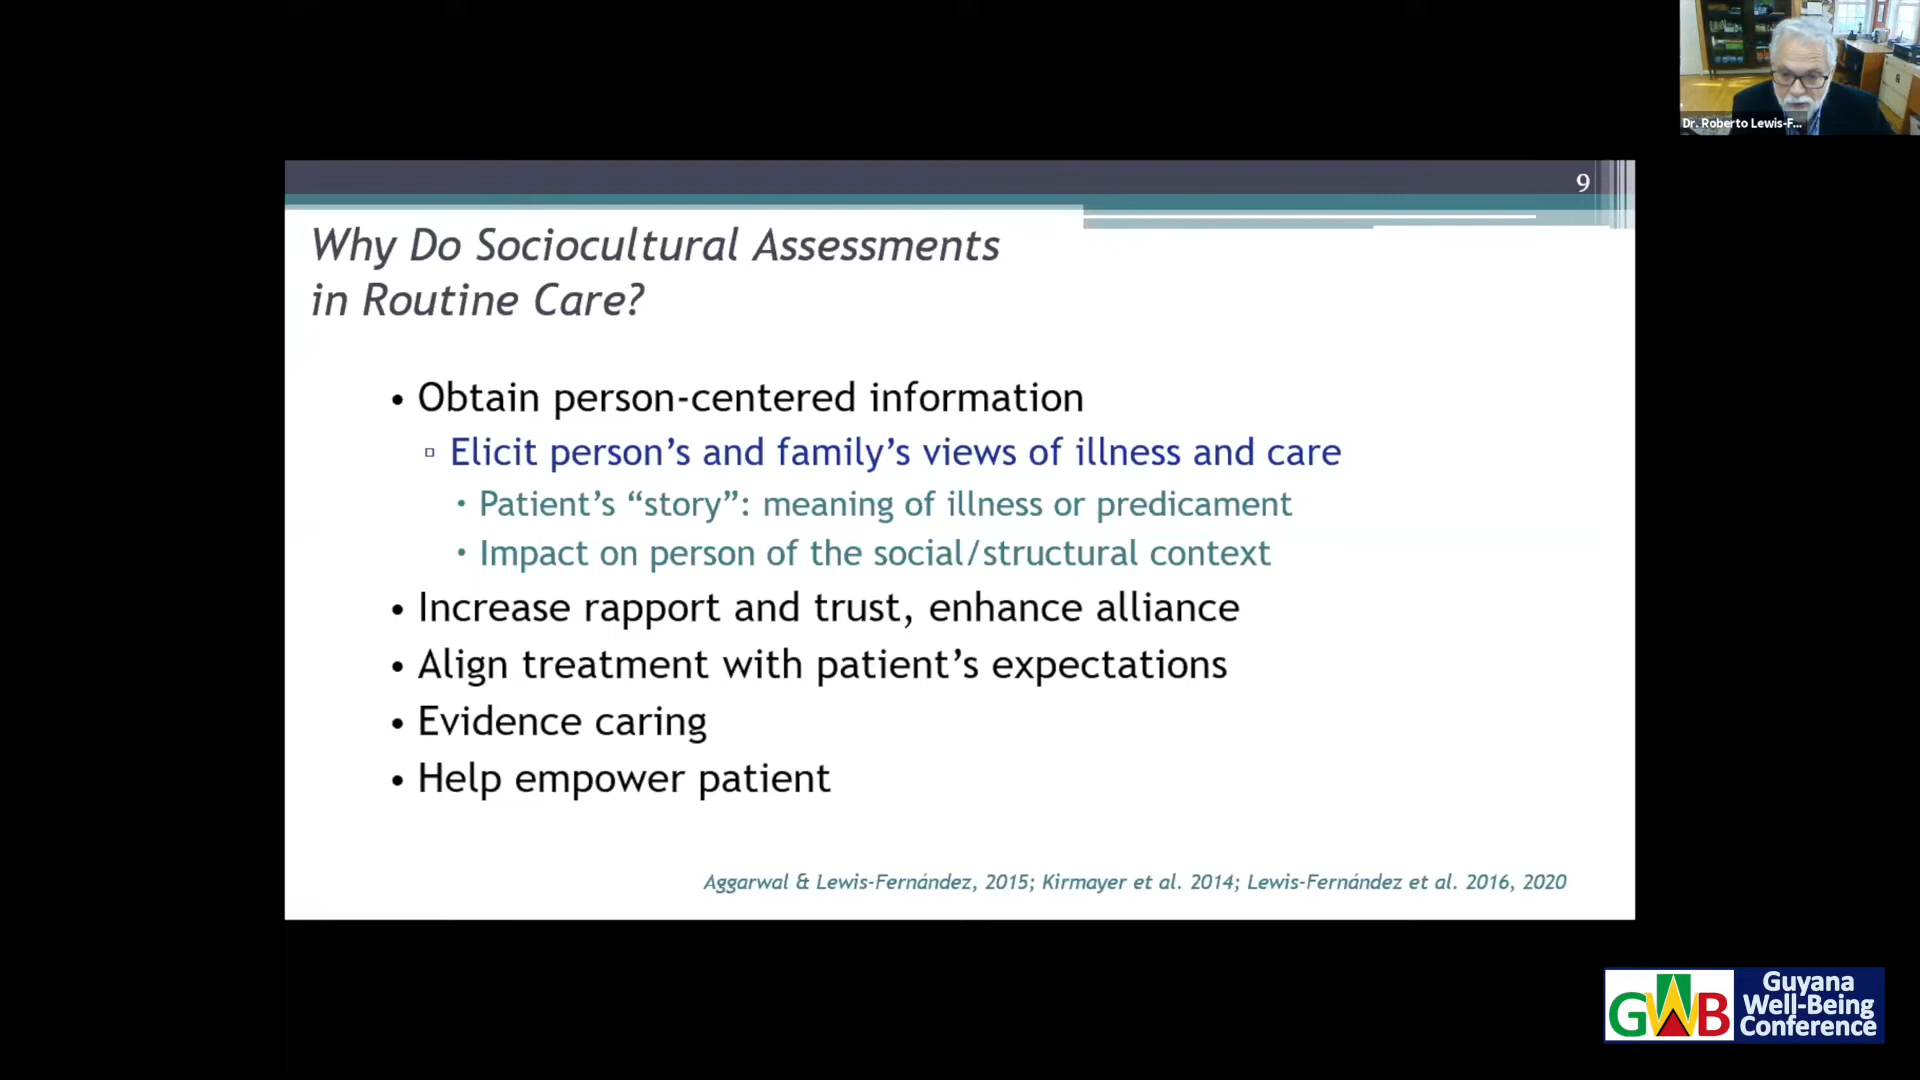 Dr. Roberto Lewis-F...
9
Why Do Sociocultural Assessments
in Routine Care?
• Obtain person-centered information
▫ Elicit person’s and family’s views of illness and care
• Patient’s “story”: meaning of illness or predicament
• Impact on person of the social/structural context
• Increase rapport and trust, enhance alliance
• Align treatment with patient’s expectations
• Evidence caring
• Help empower patient
Aggarwal & Lewis-Fernández, 2015; Kirmayer et al. 2014; Lewis-Fernández et al. 2016, 2020
GWB
Guyana
Well-Being
Conference